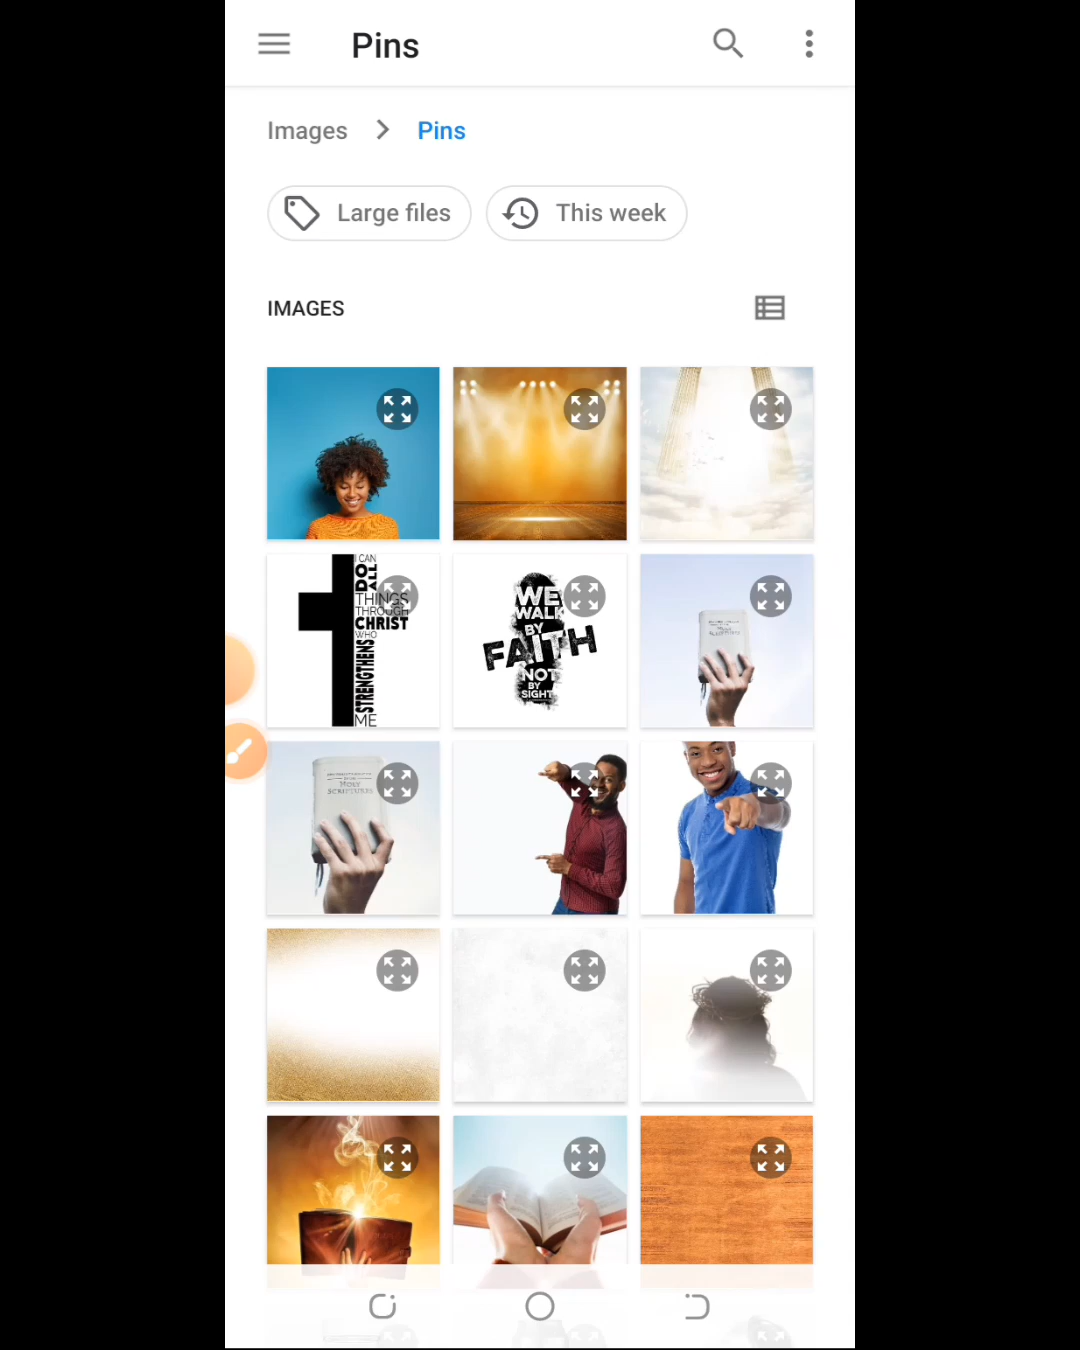 Pins
Images
Pins
Large files
This week
IMAGES
I CAN
DO
ALL
THINGS
THROUGH
CHRIST
WHO
STRENGTHENS
ME
WE
WALK
BY
FAITH
NOT
BY
SIGHT
HOLY
SCRIPTURES